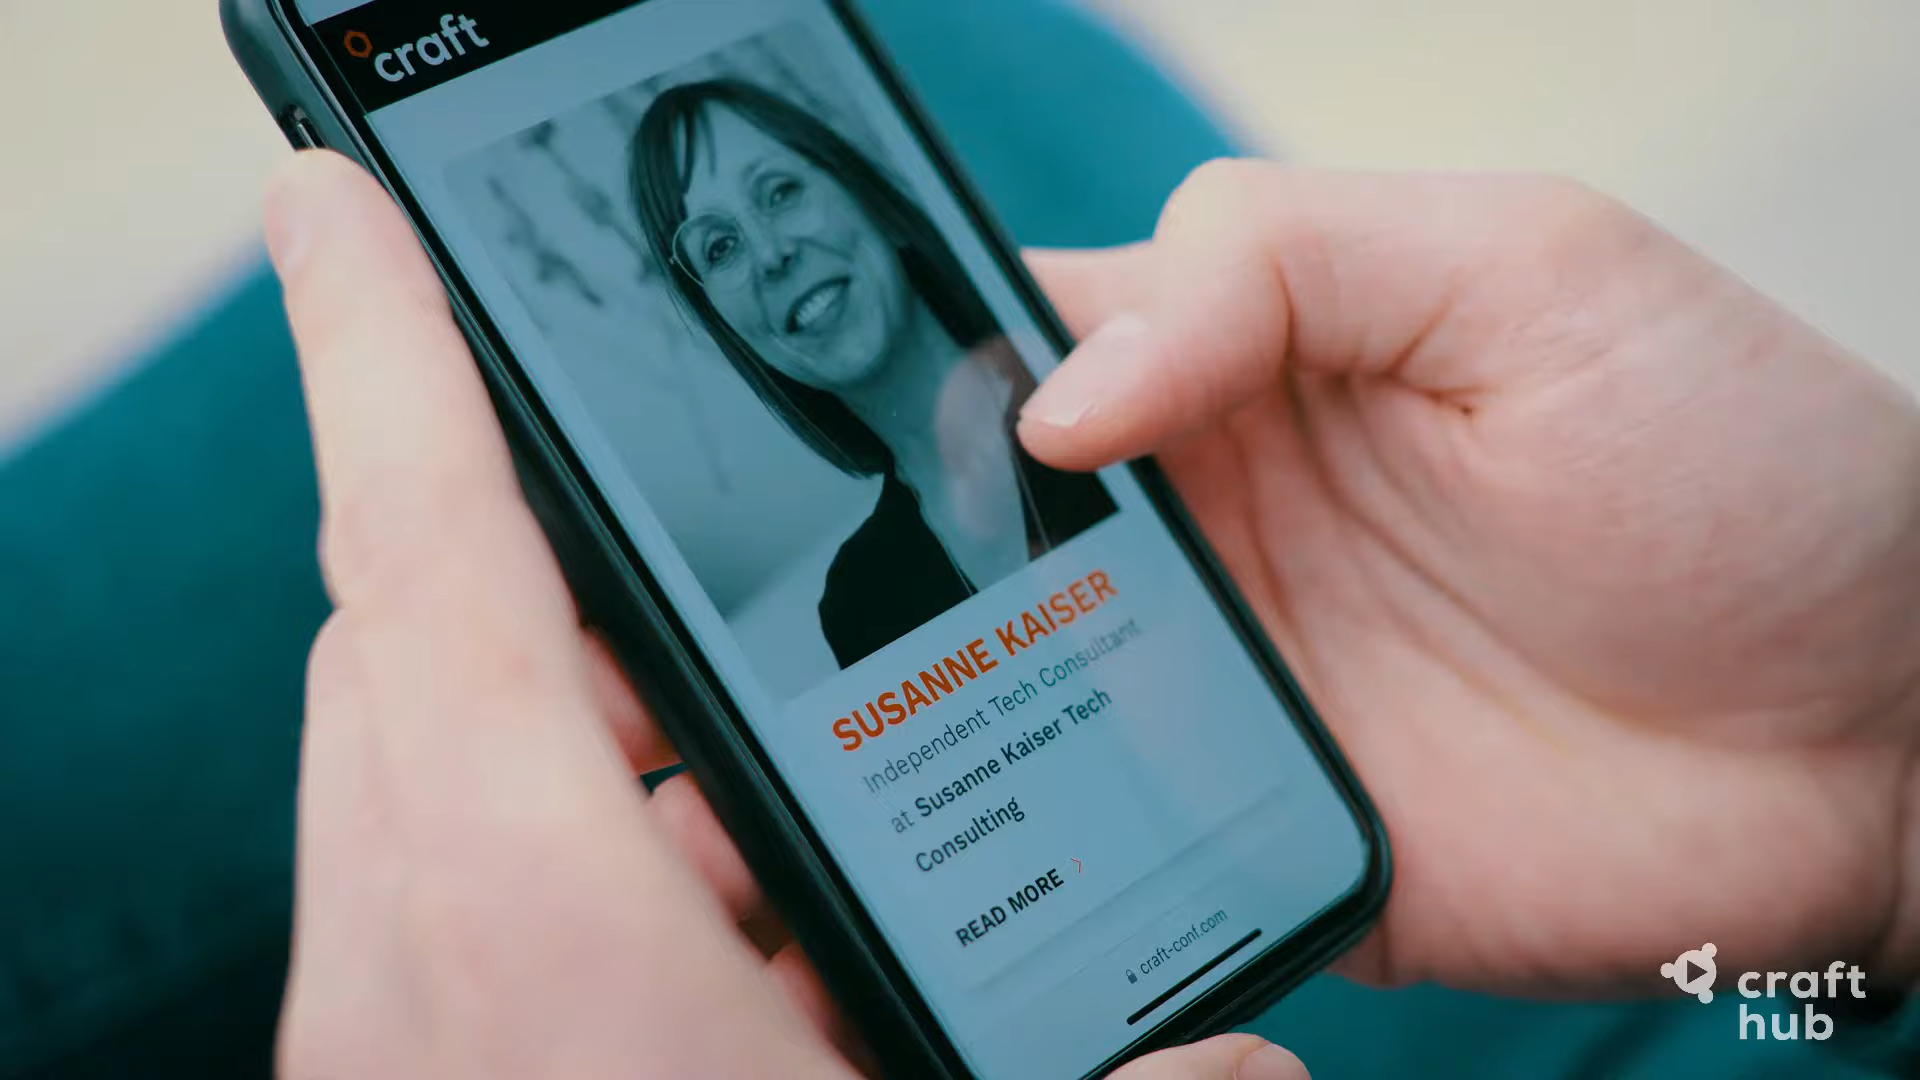 craft
SUSANNE KAISER
Independent Tech Consultant
at Susanne Kaiser Tech
Consulting
READ MORE >
craft-conf.com
craft
hub